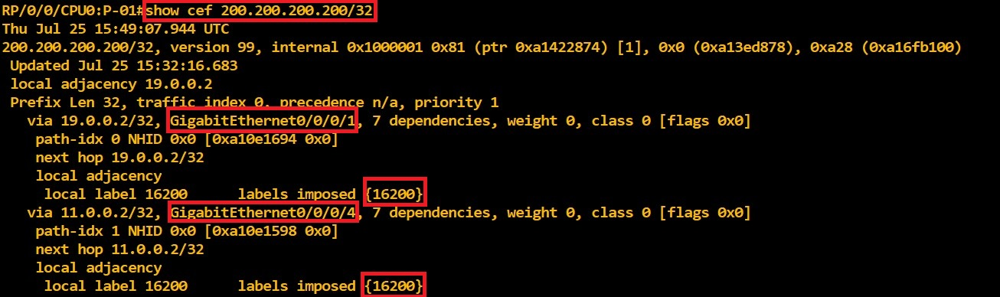 RP/0/0/CPU0:P-01#show cef 200.200.200.200/32
Thu Jul 25 15:49:07.944 UTC
200.200.200.200/32, version 99, internal 0x1000001 0x81 (ptr 0xa1422874) [1], 0x0 (0xa13ed878), 0xa28 (0xa16fb100)
Updated Jul 25 15:32:16.683
local adjacency 19.0.0.2
Prefix Len 32, traffic index 0, precedence n/a, priority 1
via 19.0.0.2/32, GigabitEthernet0/0/0/1, 7 dependencies, weight 0, class 0 [flags 0x0]
path-idx 0 NHID 0x0 [0xa10e1694 0x0]
next hop 19.0.0.2/32
local adjacency
local label 16200 labels imposed {16200}
via 11.0.0.2/32, GigabitEthernet0/0/0/4, 7 dependencies, weight 0, class 0 [flags 0x0]
path-idx 1 NHID 0x0 [0xa10e1598 0x0]
next hop 11.0.0.2/32
local adjacency
local label 16200 labels imposed {16200}